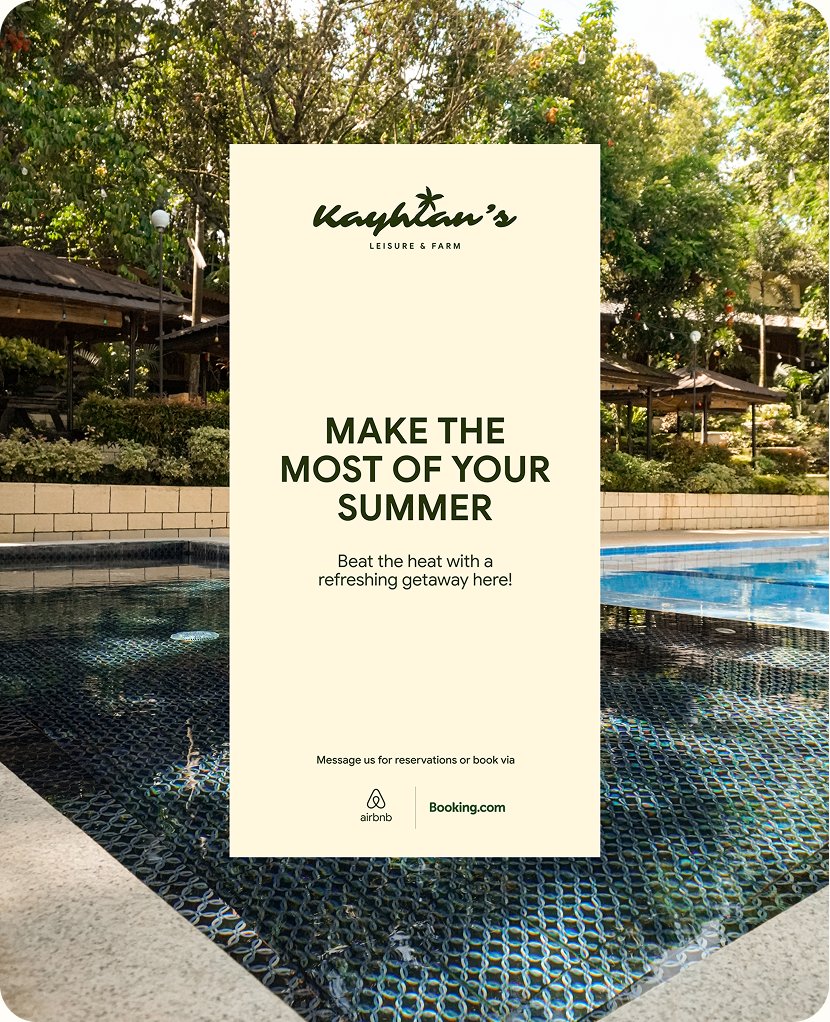 Kayhian's
LEISURE & FARM
MAKE THE
MOST OF YOUR
SUMMER
Beat the heat with a
refreshing getaway here!
Message us for reservations or book via
airbnb
Booking.com